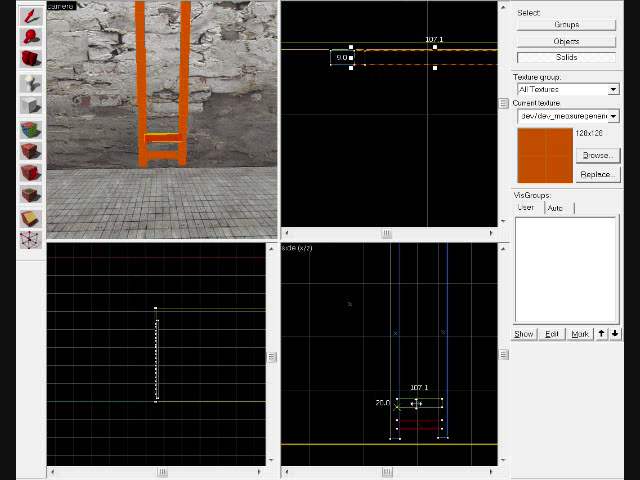 camera
107.1
9.0
side (x/z)
107.1
20.0
Select:
Groups
Objects
Solids
Texture group:
All Textures
Current texture:
dev/dev_measuregeneric
128x128
Browse...
Replace...
VisGroups:
User
Auto
Show
Edit
Mark